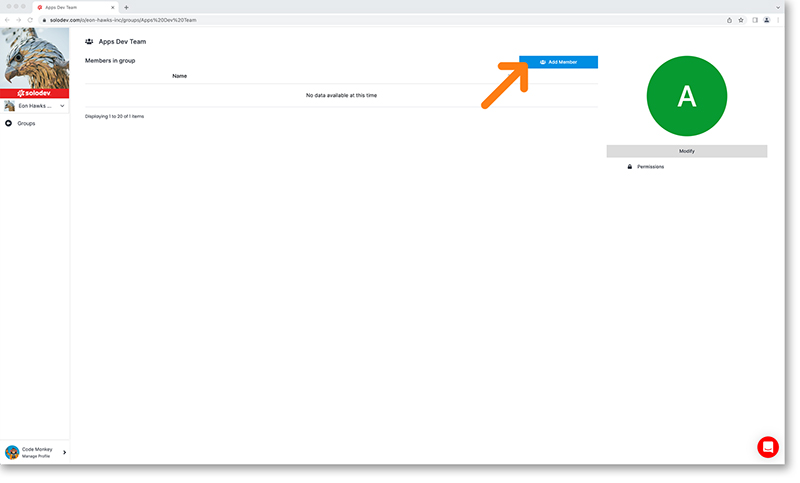 Apps Dev Team
solodev.com/o/eon-hawks-inc/groups/Apps%20Dev%20Team
solodev
Eon Hawks ...
Groups
Apps Dev Team
Members in group
Add Member
Name
No data available at this time
Displaying 1 to 20 of 1 items
A
Modify
Permissions
Code Monkey
Manage Profile